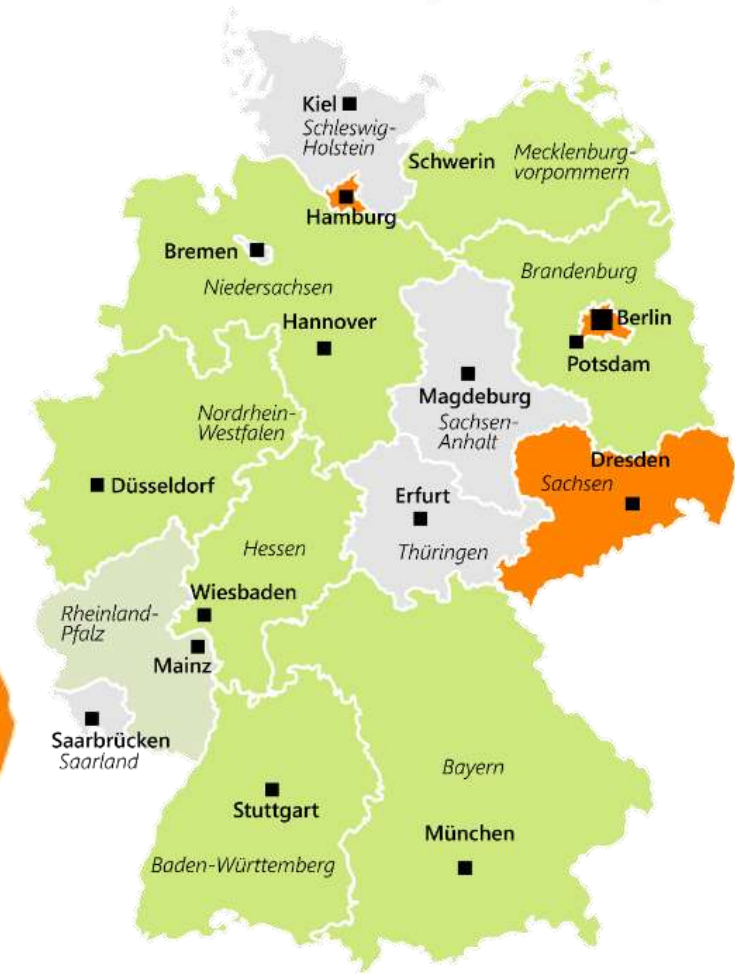 Kiel
Schleswig-
Holstein
Schwerin
Mecklenburg-
vorpommern
Hamburg
Bremen
Niedersachsen
Brandenburg
Hannover
Berlin
Potsdam
Magdeburg
Sachsen-
Anhalt
Nordrhein-
Westfalen
Düsseldorf
Dresden
Sachsen
Erfurt
Thüringen
Hessen
Wiesbaden
Rheinland-
Pfalz
Mainz
Saarbrücken
Saarland
Bayern
Stuttgart
München
Baden-Württemberg